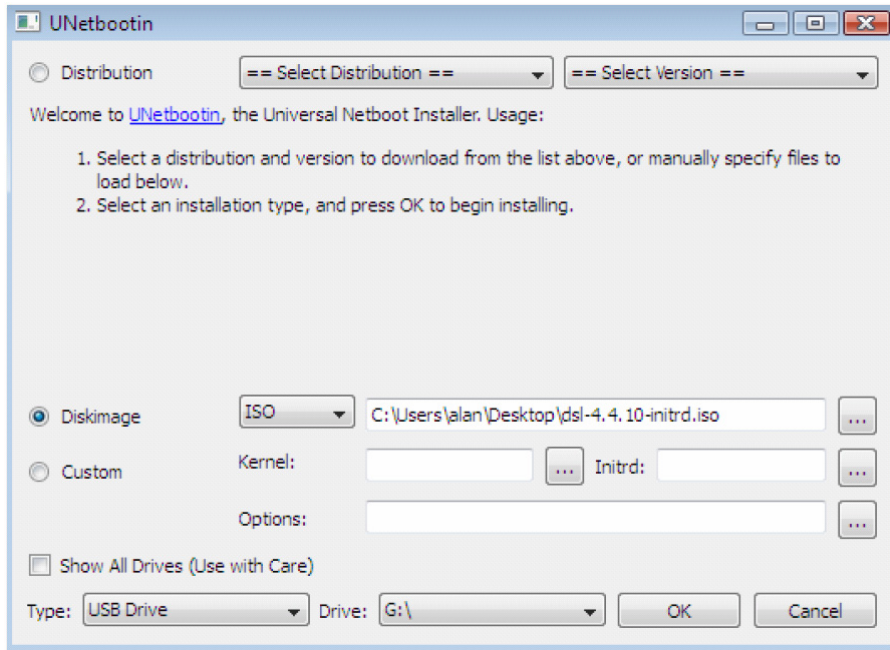 UNetbootin
Distribution == Select Distribution == == Select Version ==
Welcome to UNetbootin, the Universal Netboot Installer. Usage:
1. Select a distribution and version to download from the list above, or manually specify files to
load below.
2. Select an installation type, and press OK to begin installing.
Diskimage ISO C:\Users\alan\Desktop\dsl-4.4.10-initrd.iso ...
Custom Kernel: ... Initrd: ...
Options: ...
Show All Drives (Use with Care)
Type: USB Drive Drive: G:\ OK Cancel